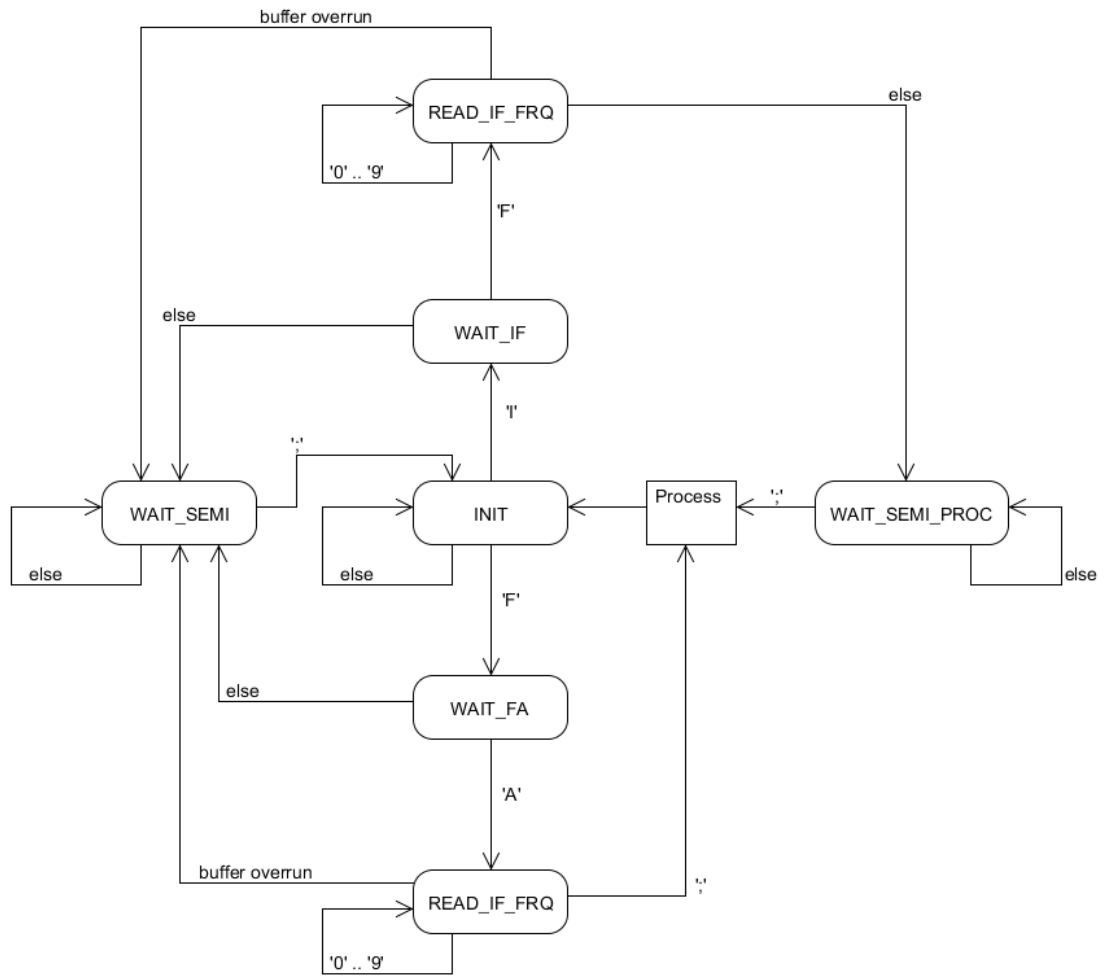 buffer overrun
READ_IF_FRQ
else
'0' .. '9'
'F'
else
WAIT_IF
'I'
';'
WAIT_SEMI
INIT
Process
';'
WAIT_SEMI_PROC
else
else
else
'F'
else
WAIT_FA
'A'
buffer overrun
READ_IF_FRQ
';'
'0' .. '9'